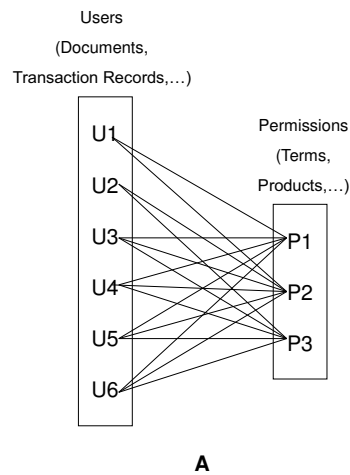 Users
(Documents,
Transaction Records,...)
Permissions
(Terms,
Products,...)
U1
U2
U3
U4
U5
U6
P1
P2
P3
A